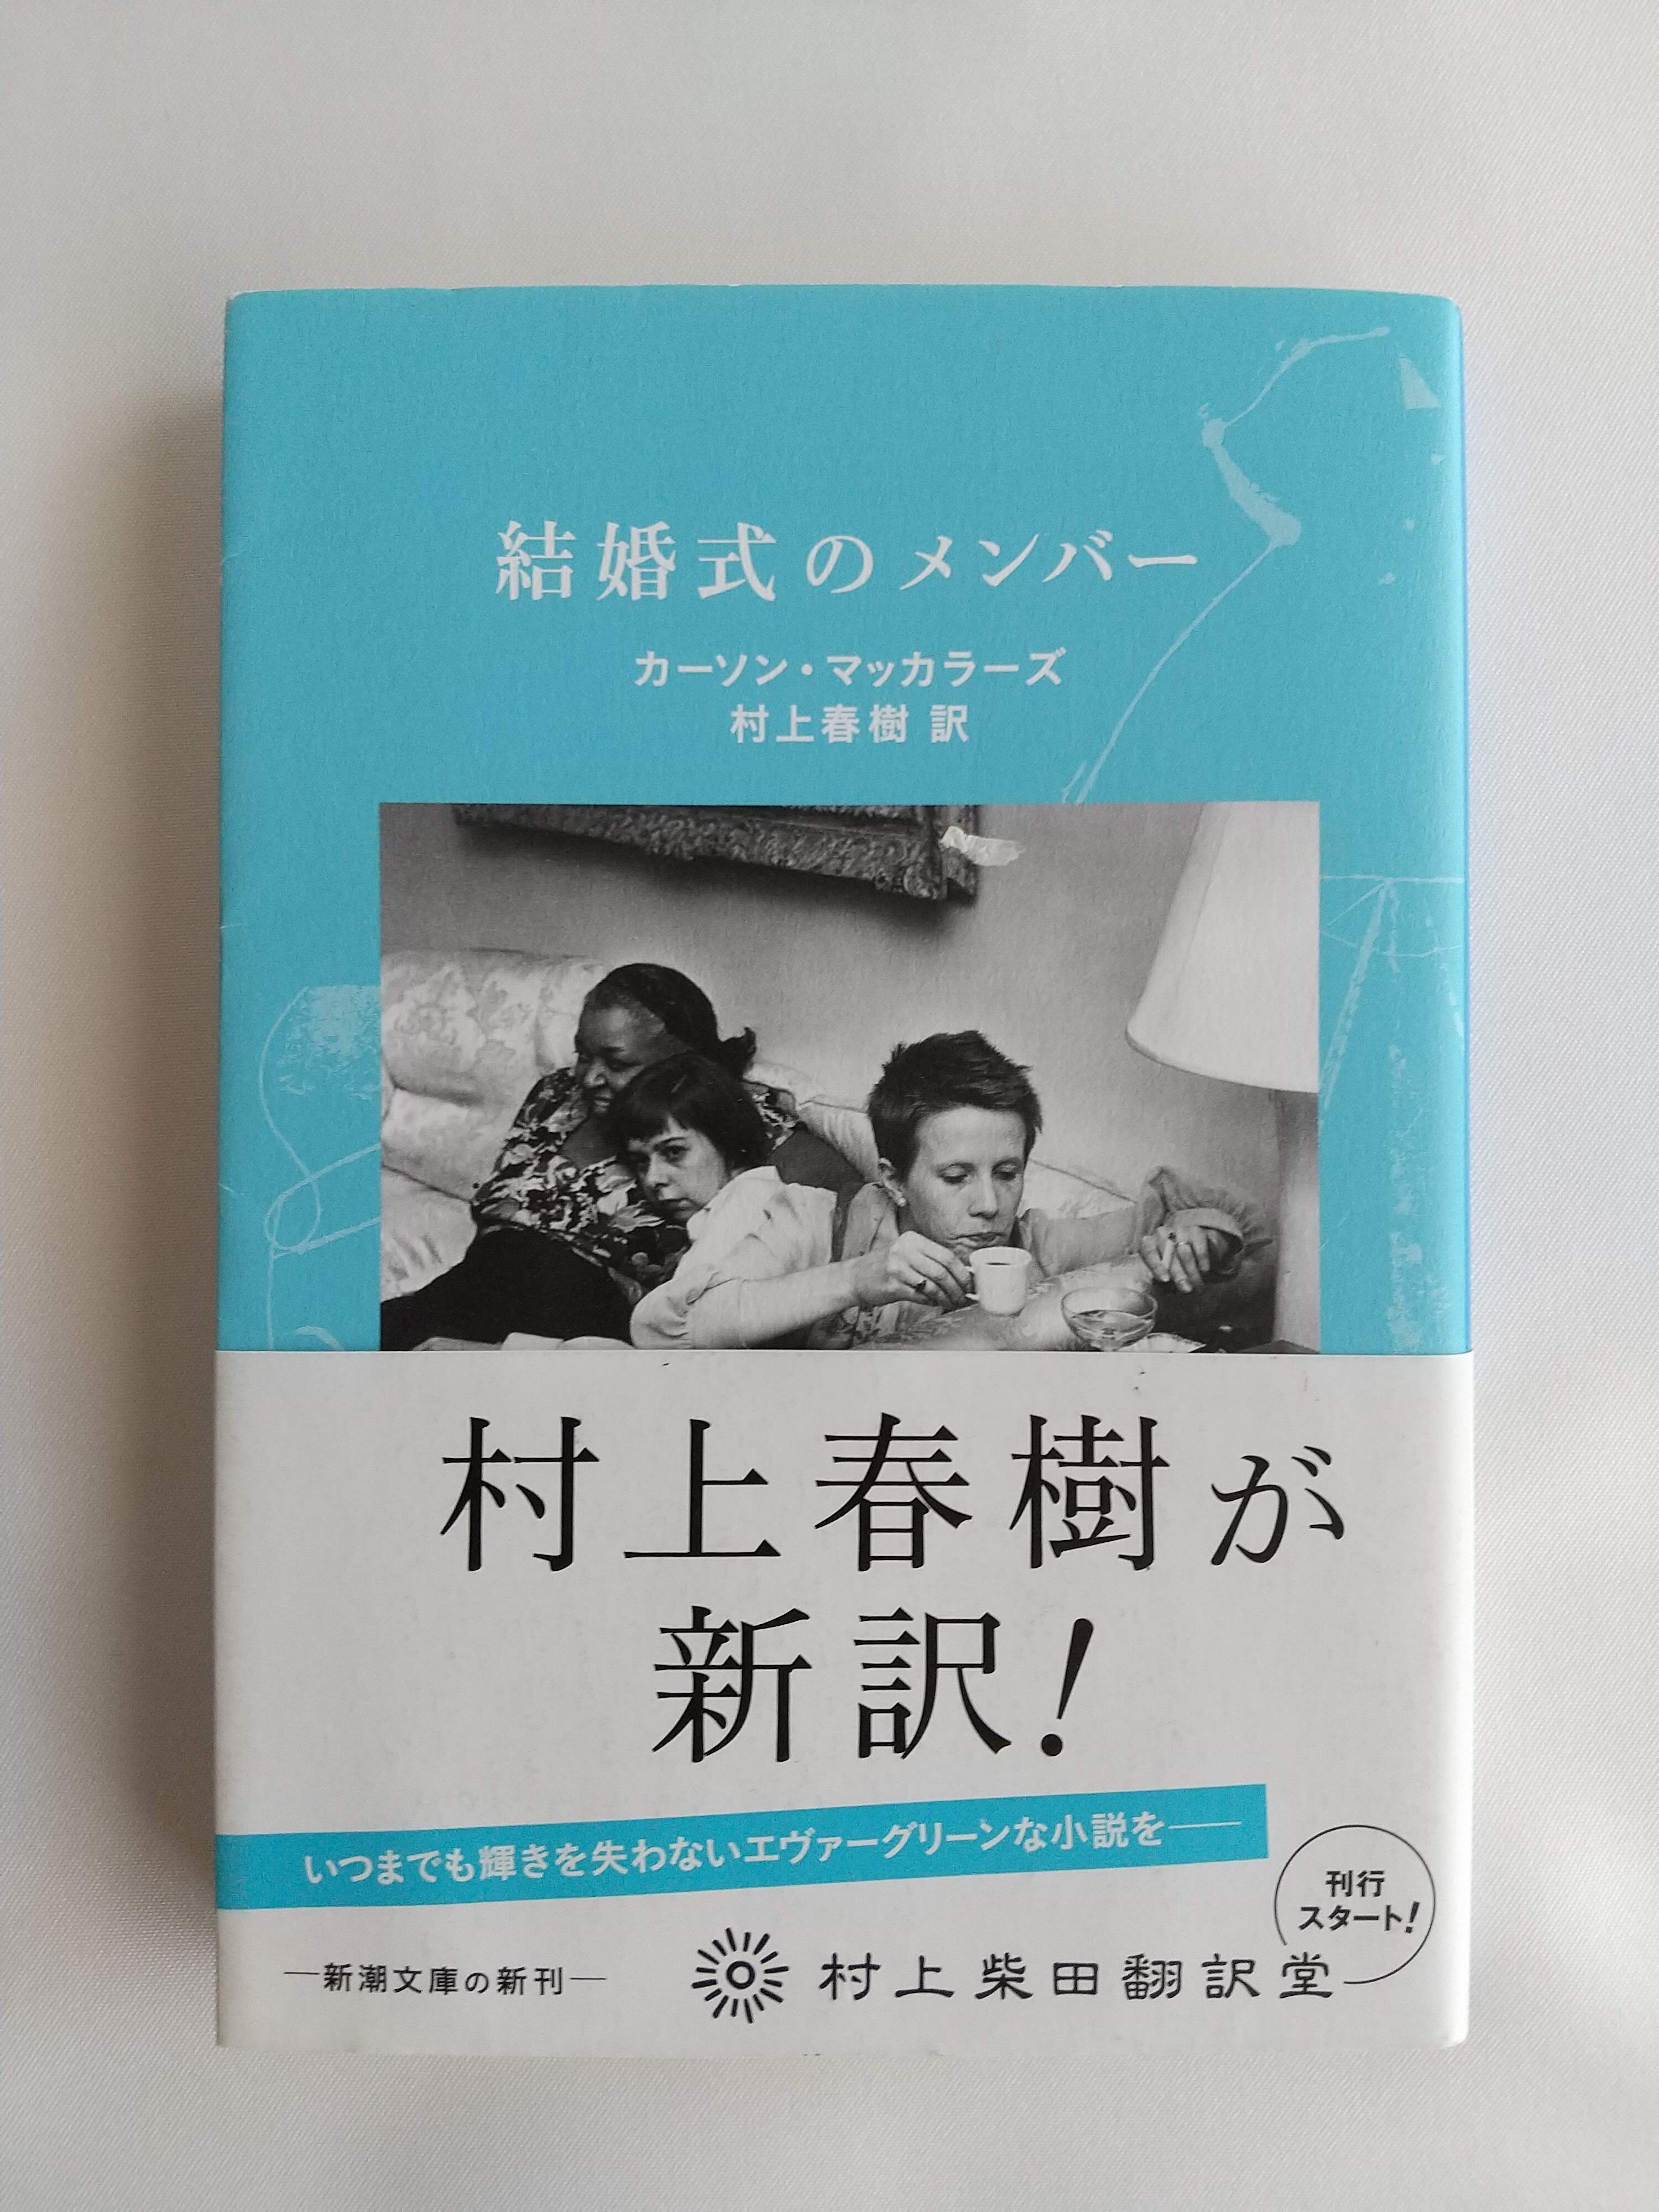 結婚式のメンバー
カーソン・マッカラーズ
村上春樹 訳
村上春樹が
新訳!
いつまでも輝きを失わないエヴァーグリーンな小説を——
刊行
スタート!
—新潮文庫の新刊—
村上柴田翻訳堂